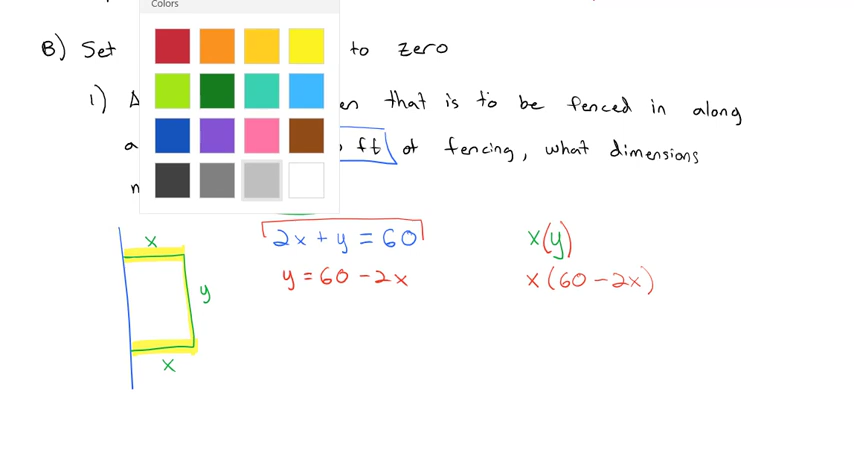 Colors
B) Set to zero
1) that is to be fenced in along
a ft of fencing, what dimensions
2x + y = 60
x(y)
y = 60 - 2x
x(60 - 2x)
x
y
x